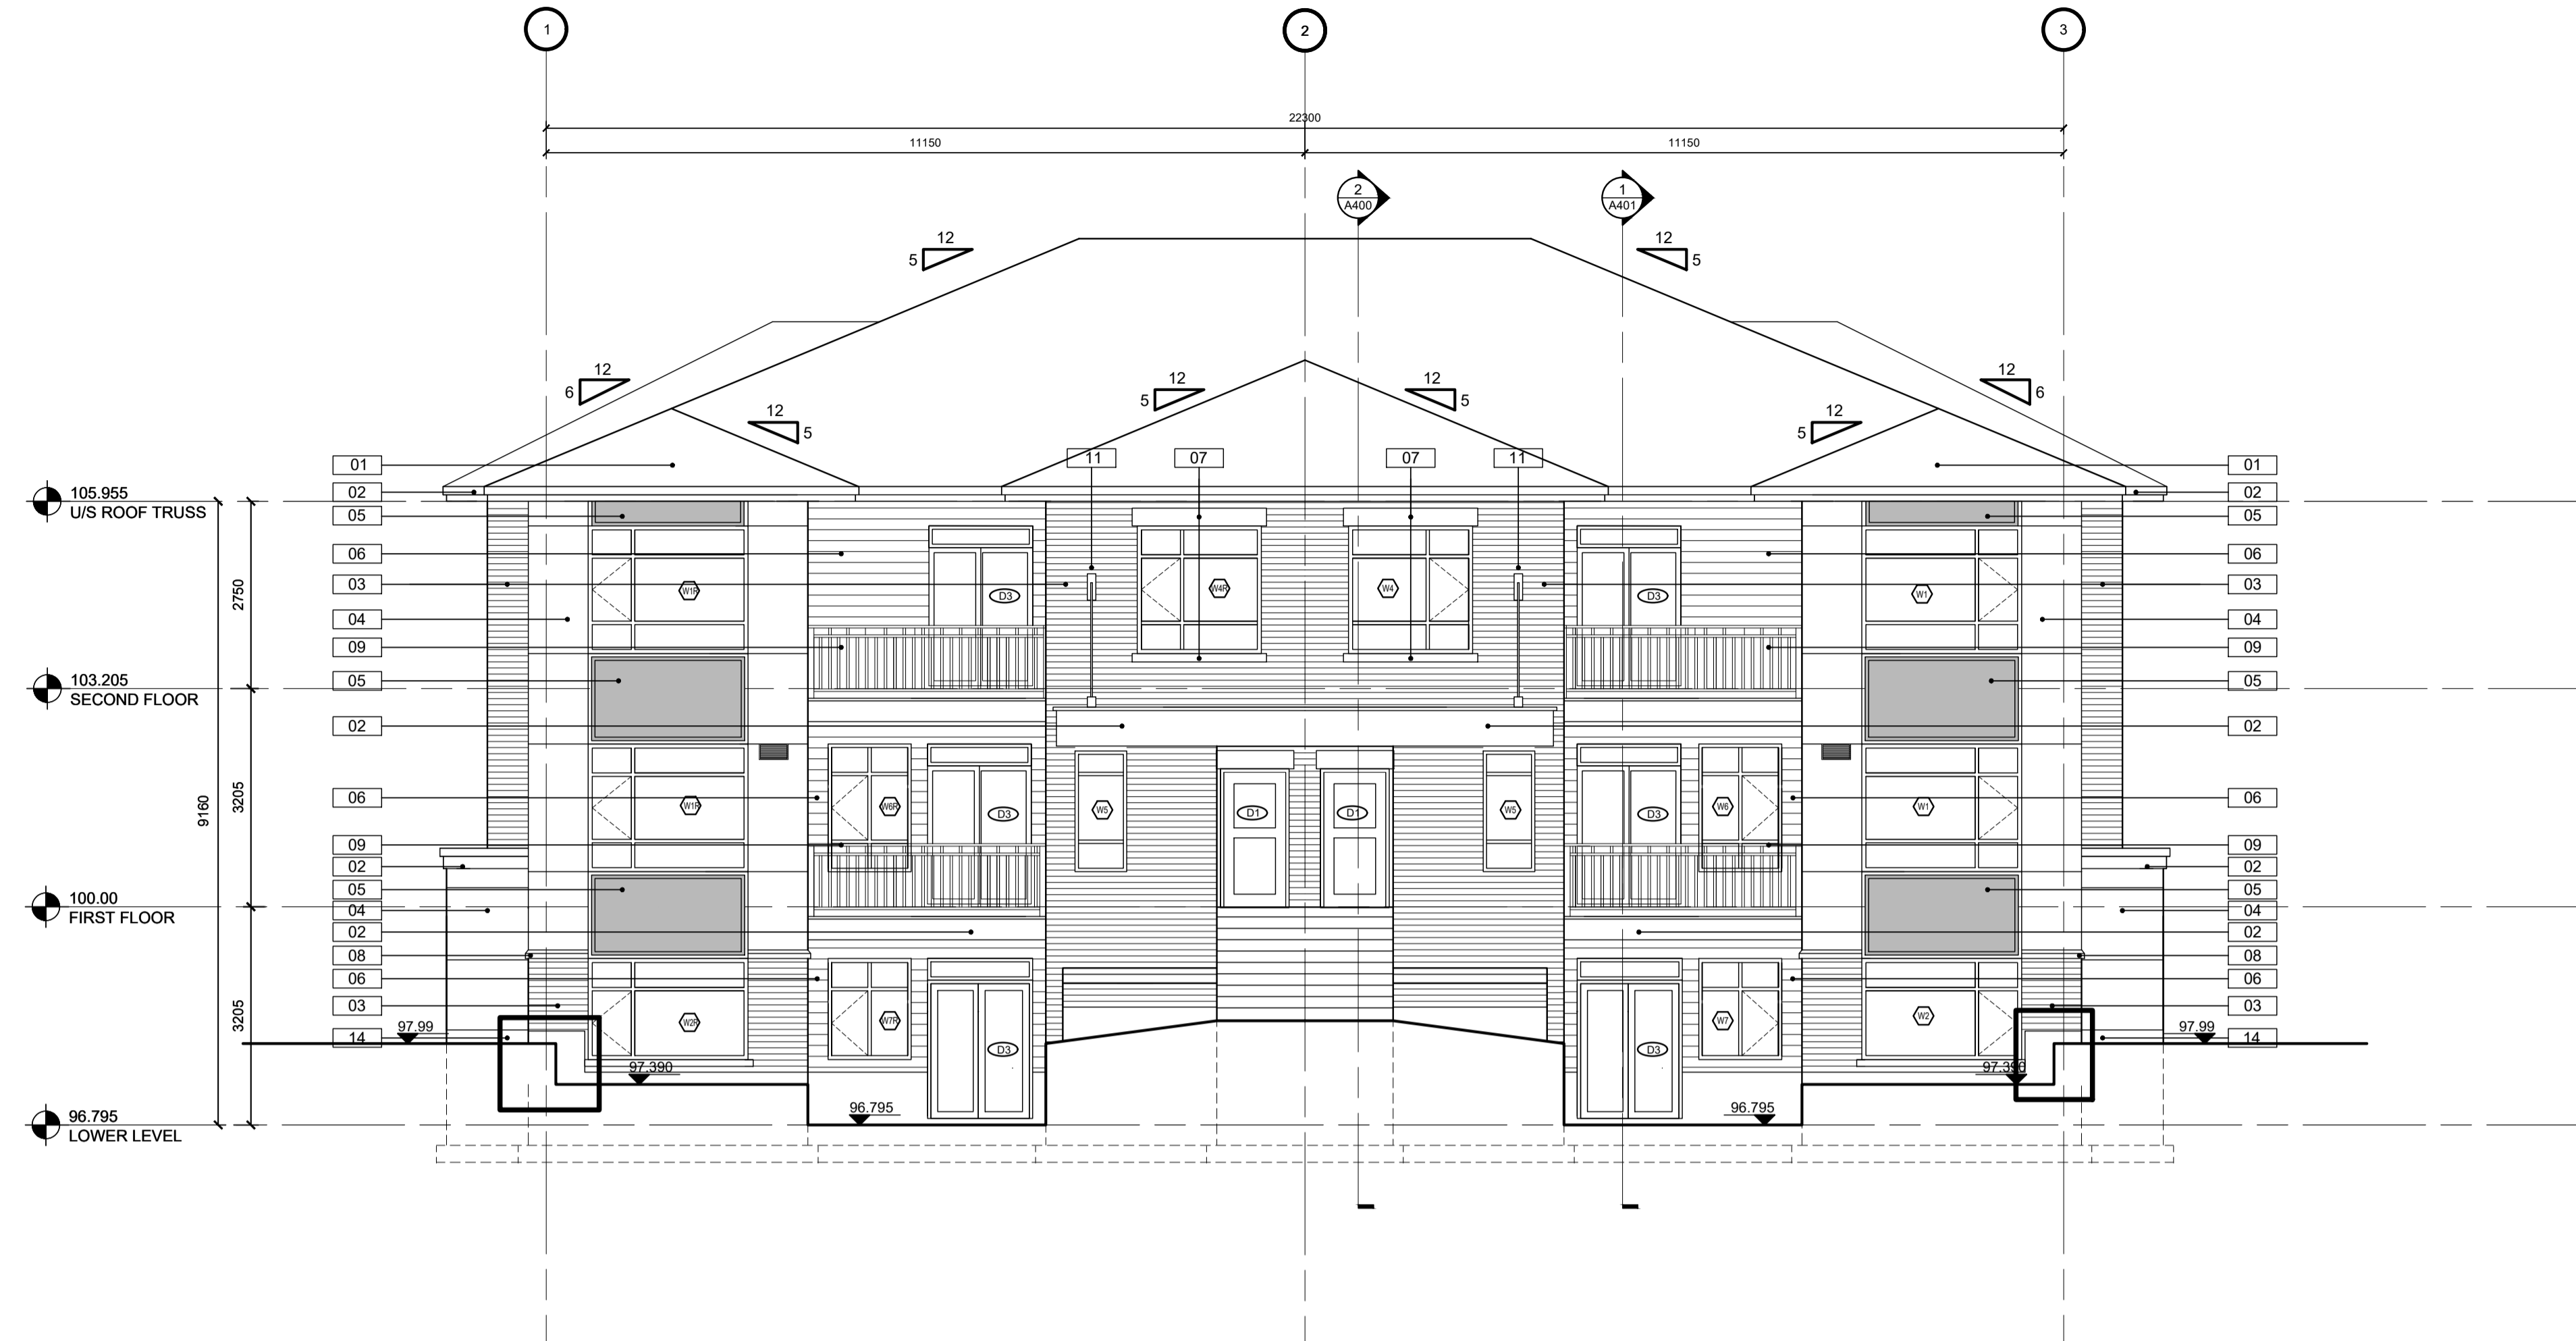 1
2
3
22300
11150
11150
2
A400
1
A401
12
5
12
5
12
6
12
5
12
5
12
5
12
6
12
5
01
11
07
07
11
01
105.955
U/S ROOF TRUSS
02
02
05
05
06
06
03
03
2750
W1R
D3
W4R
W4
D3
W1
04
04
09
09
103.205
SECOND FLOOR
05
05
02
02
9160
3205
06
W1R
W6R
D3
W5
D1
D1
W5
D3
W6
W1
06
09
09
02
02
05
05
100.00
FIRST FLOOR
04
04
02
02
08
08
06
06
03
03
3205
W2R
W7R
D3
D3
W7
W2
97.99
14
97.99
14
97.390
97.390
96.795
96.795
96.795
LOWER LEVEL